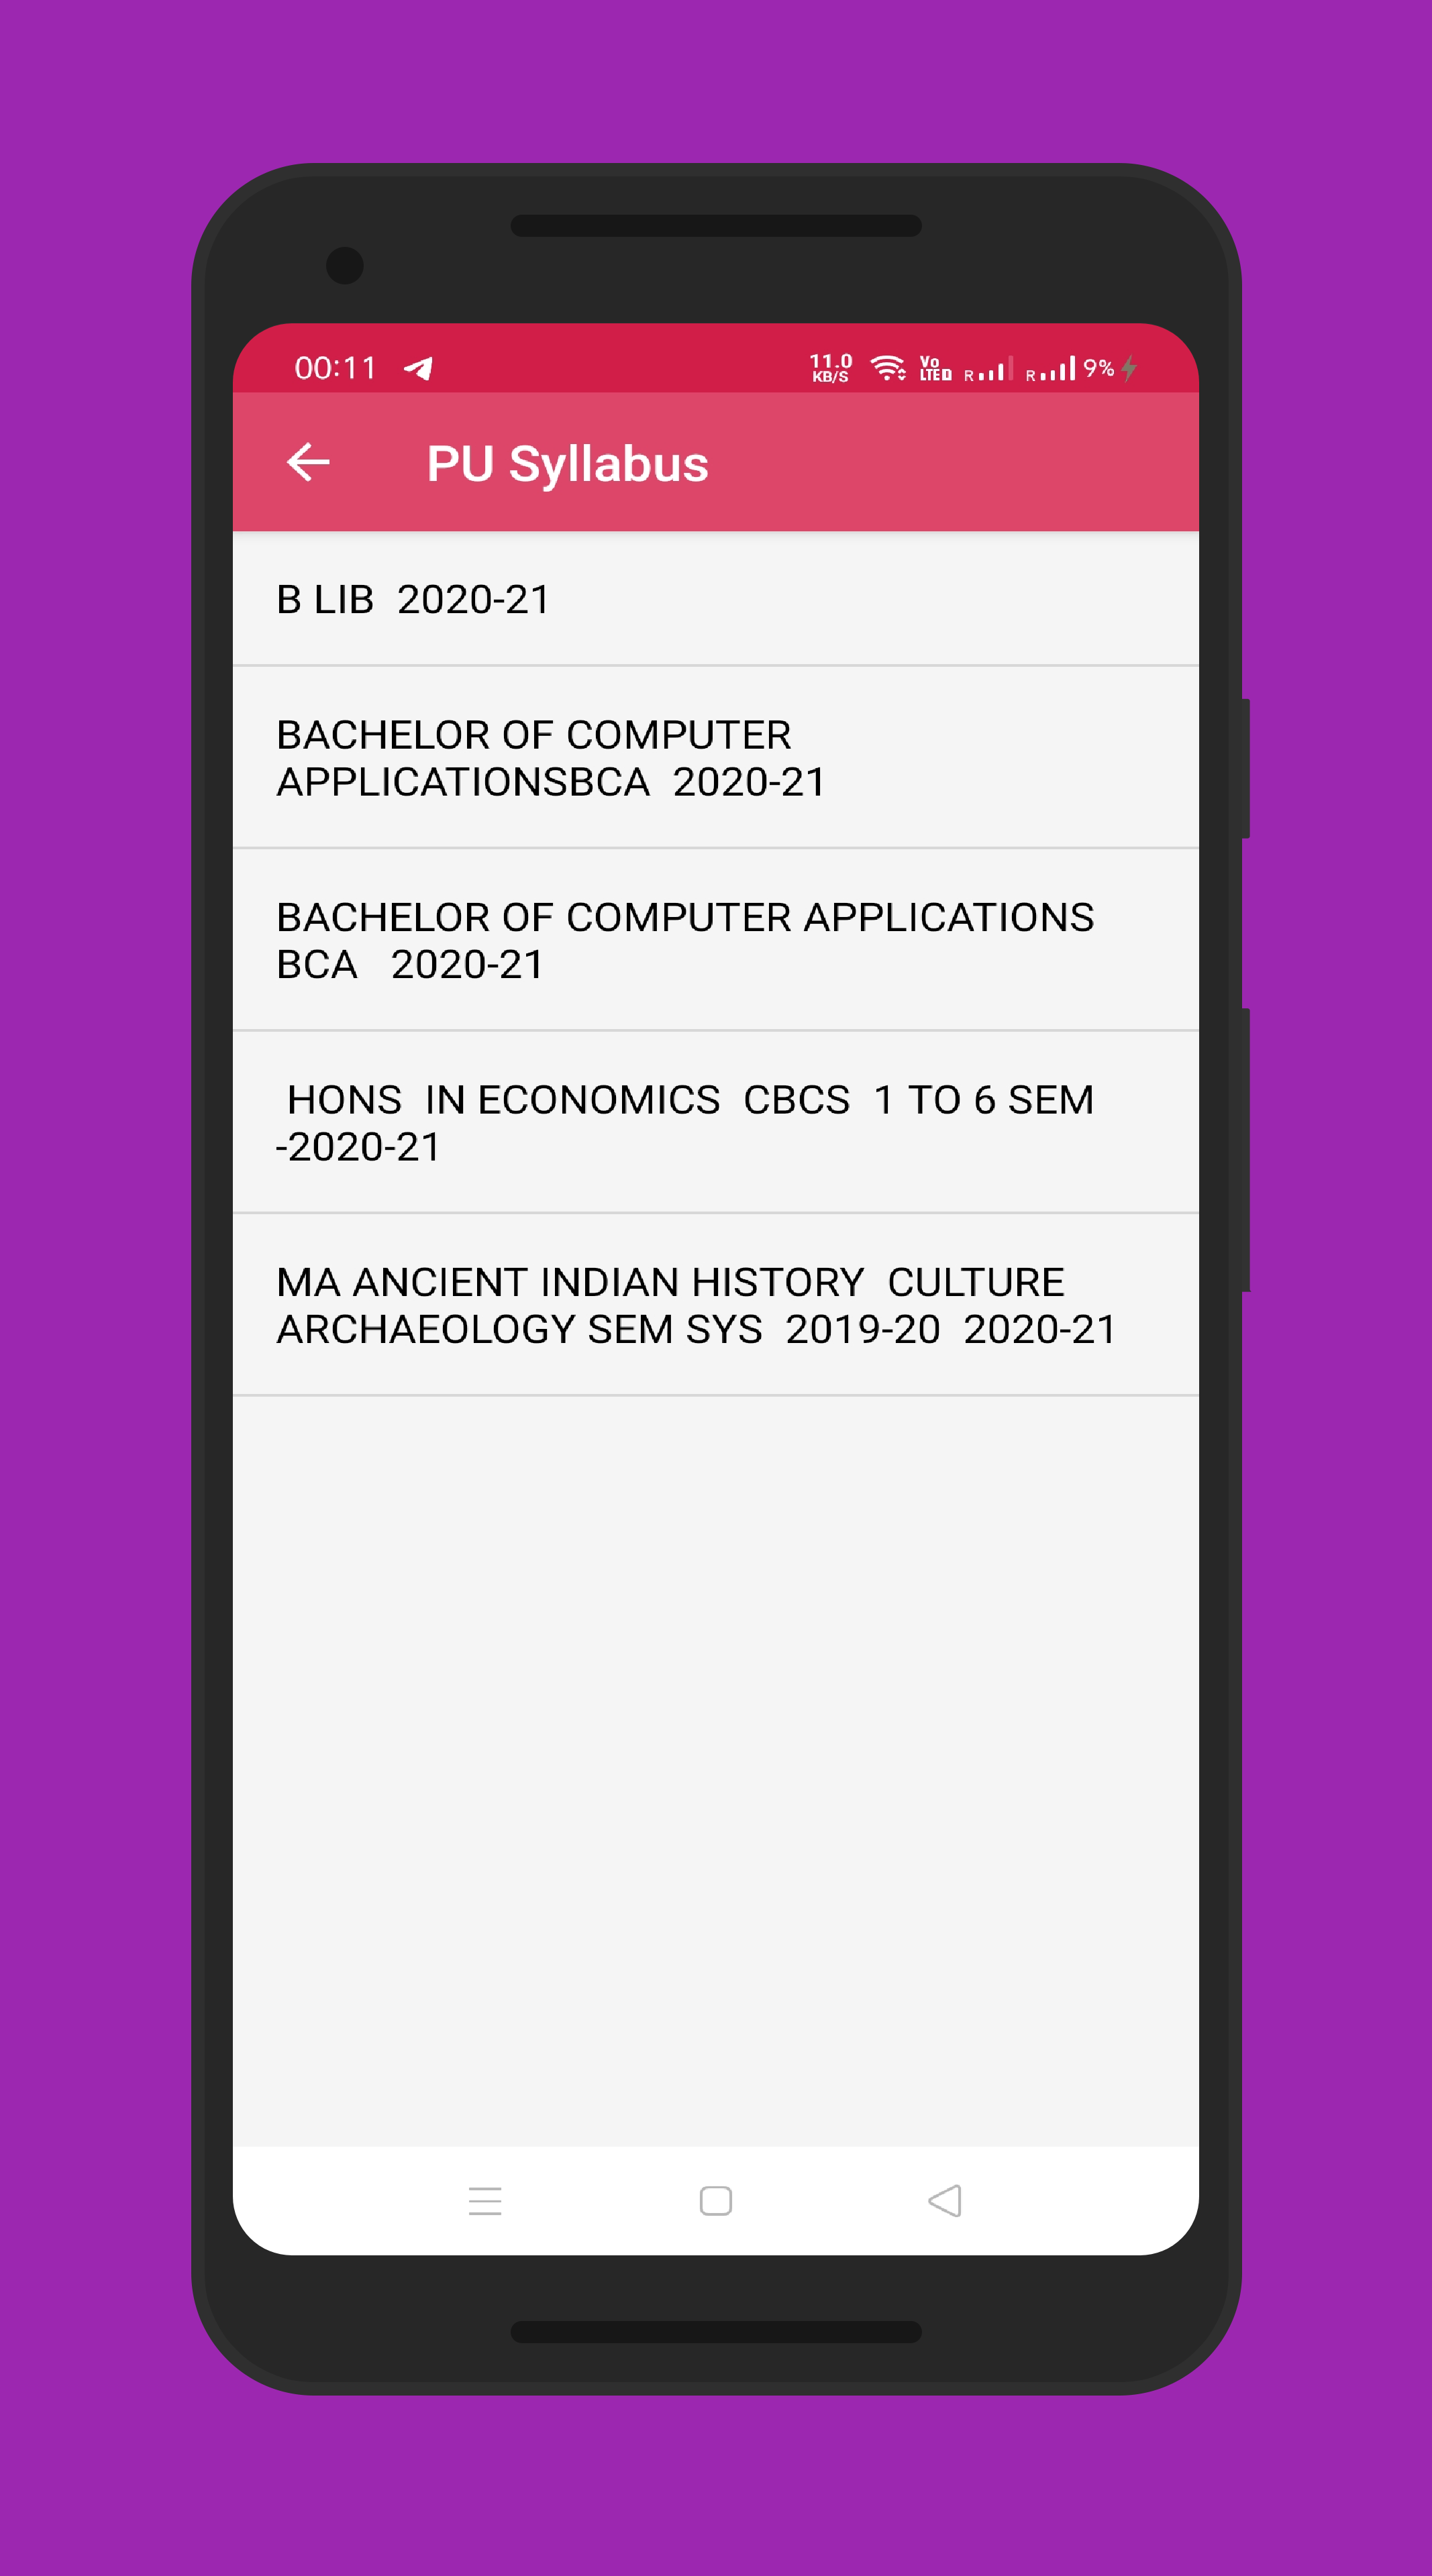 00:11 11.0 KB/S Vo LTE R R 9%
PU Syllabus
B LIB  2020-21
BACHELOR OF COMPUTER
APPLICATIONSBCA  2020-21
BACHELOR OF COMPUTER APPLICATIONS
BCA   2020-21
HONS  IN ECONOMICS  CBCS  1 TO 6 SEM
-2020-21
MA ANCIENT INDIAN HISTORY  CULTURE
ARCHAEOLOGY SEM SYS  2019-20  2020-21